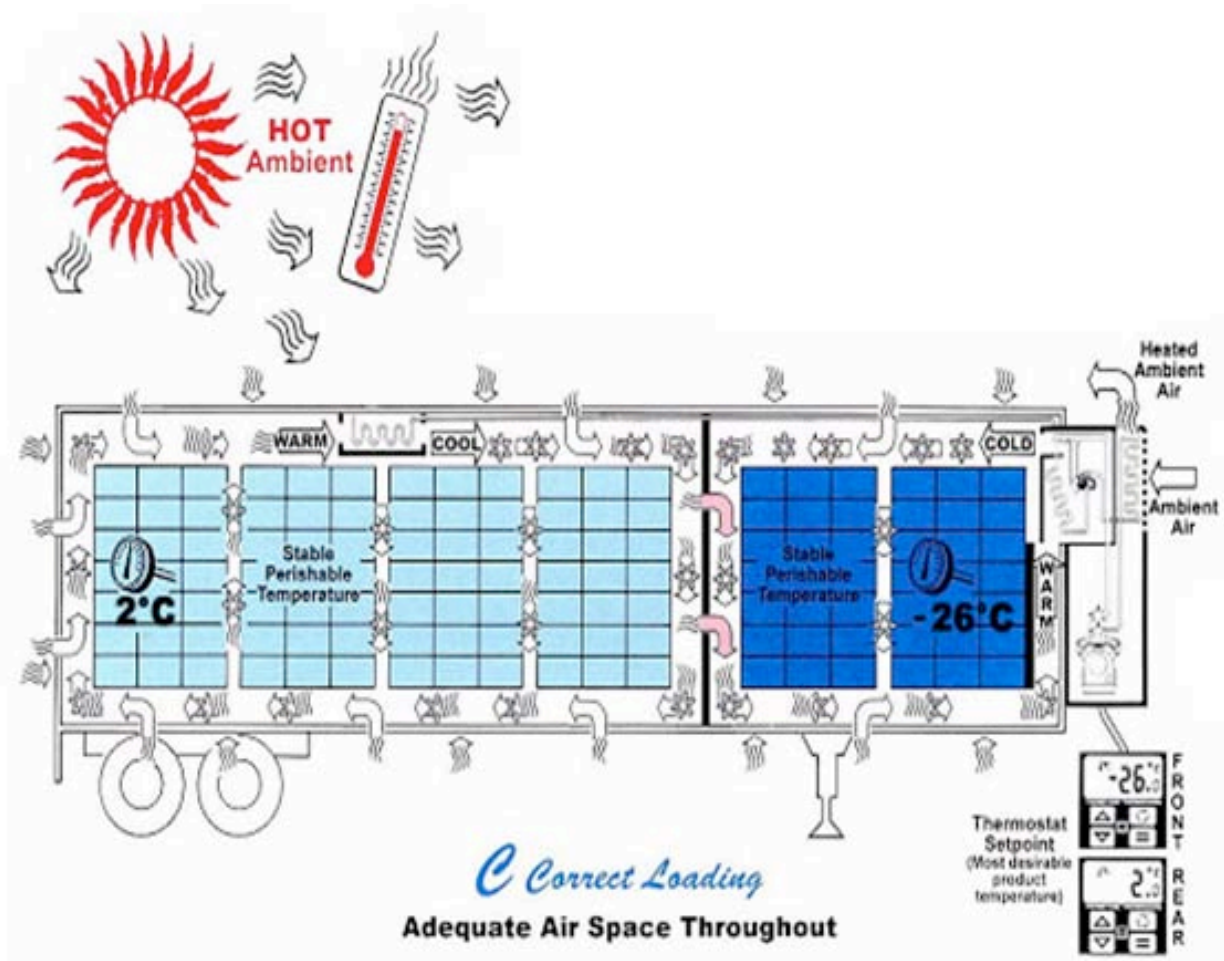 HOT
Ambient
Heated
Ambient
Air
WARM
COOL
COLD
Ambient
Air
Stable
Perishable
Temperature
2°C
Stable
Perishable
Temperature
-26°C
WARM
-26.0
°C
FRONT
Thermostat
Setpoint
(Most desirable
product
temperature)
2.0
°C
REAR
C Correct Loading
Adequate Air Space Throughout